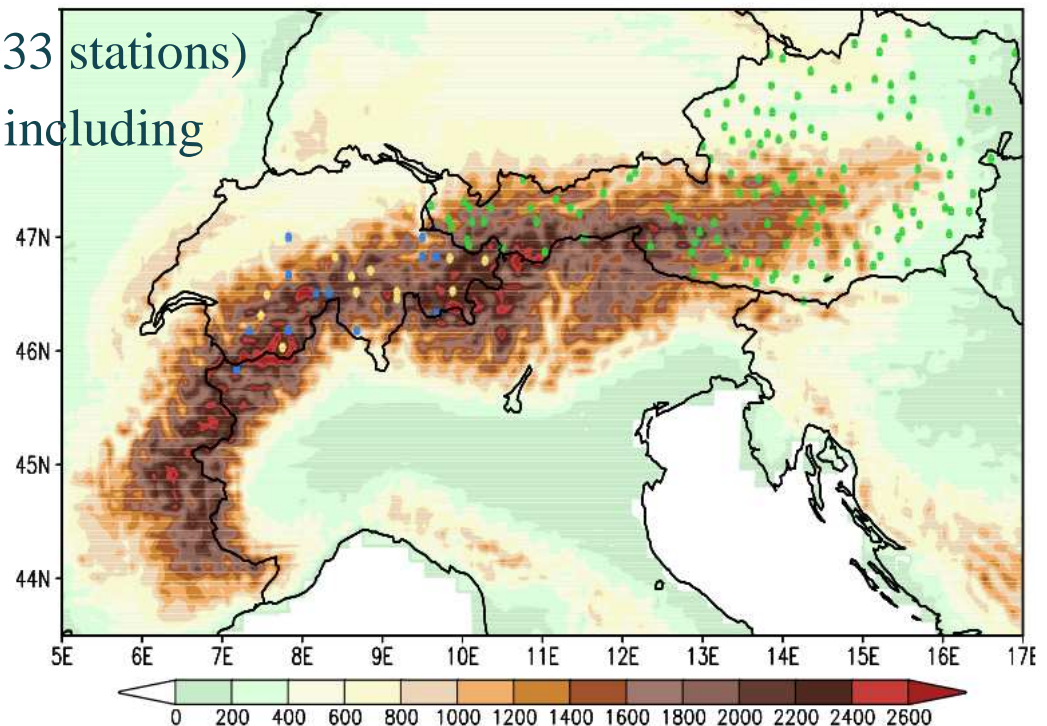 33 stations)
including
47N
46N
45N
44N
5E 6E 7E 8E 9E 10E 11E 12E 13E 14E 15E 16E 17E
0 200 400 600 800 1000 1200 1400 1600 1800 2000 2200 2400 2600